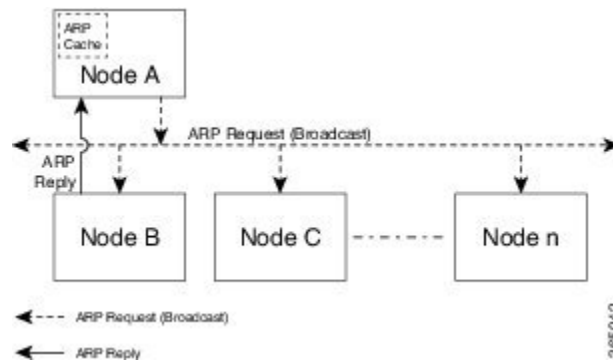 ARP
Cache
Node A
ARP Request (Broadcast)
ARP
Reply
Node B
Node C
Node n
ARP Request (Broadcast)
ARP Reply